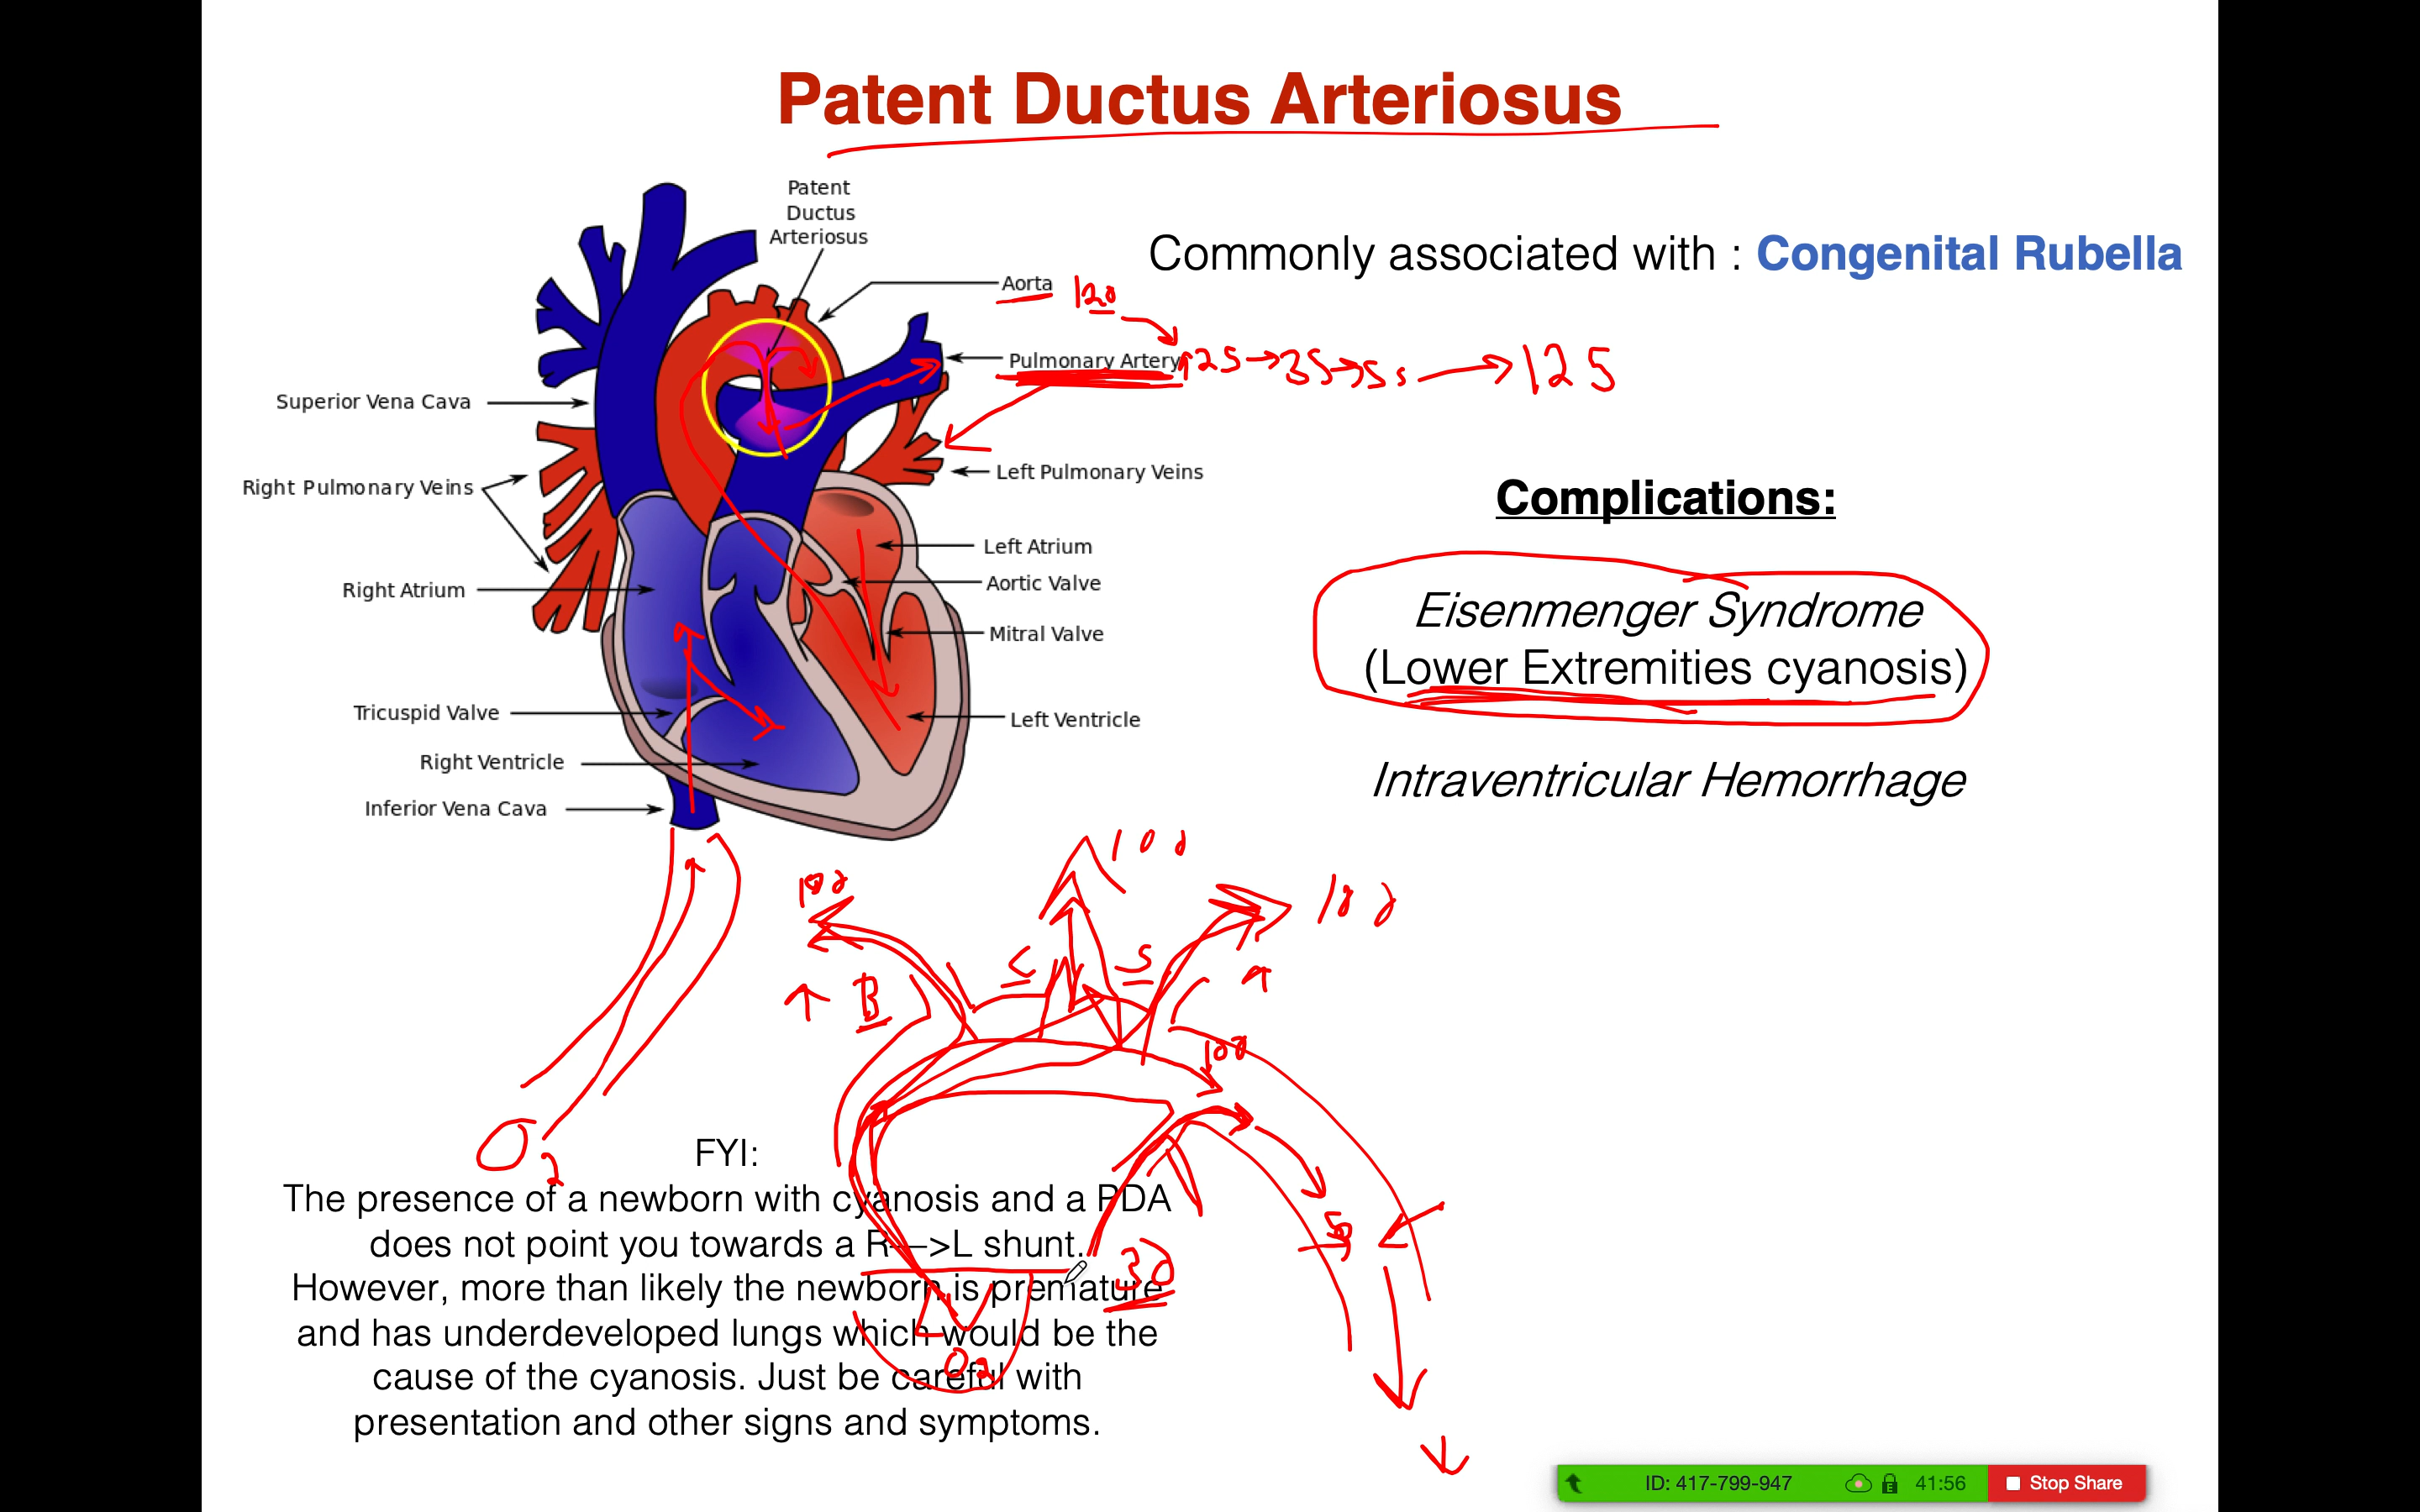 Patent Ductus Arteriosus
Patent
Ductus
Arteriosus
Commonly associated with : Congenital Rubella
Aorta 120
Pulmonary Artery 125→35→55→125
Superior Vena Cava
Left Pulmonary Veins
Right Pulmonary Veins
Complications:
Left Atrium
Aortic Valve
Right Atrium
Eisenmenger Syndrome
Mitral Valve
(Lower Extremities cyanosis)
Tricuspid Valve
Left Ventricle
Right Ventricle
Intraventricular Hemorrhage
Inferior Vena Cava
100
100
100
C
S
B
100
O2
FYI:
The presence of a newborn with cyanosis and a PDA
does not point you towards a R—>L shunt.
30
However, more than likely the newborn is premature
and has underdeveloped lungs which would be the
O2
cause of the cyanosis. Just be careful with
presentation and other signs and symptoms.
ID: 417-799-947
41:56
Stop Share